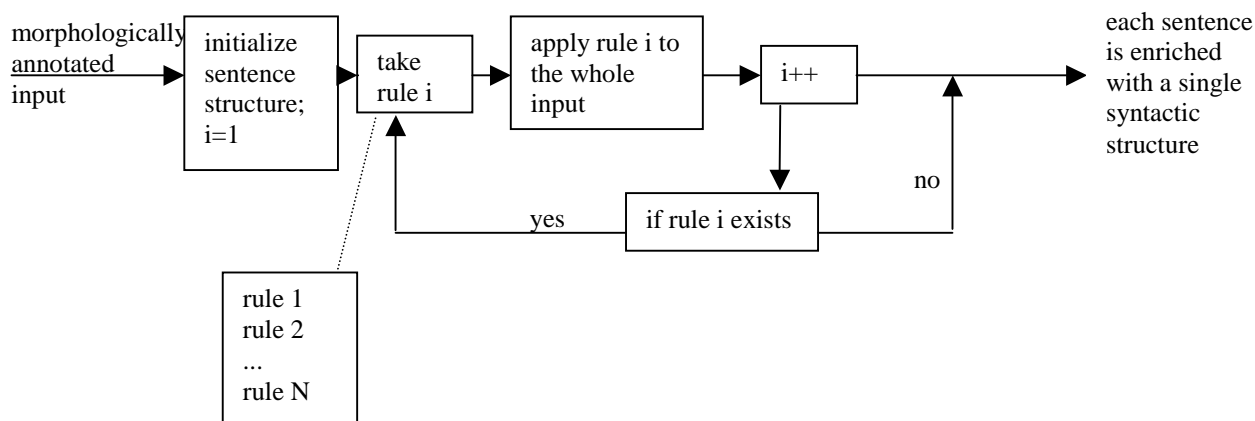 morphologically
annotated
input
initialize
sentence
structure;
i=1
take
rule i
apply rule i to
the whole
input
i++
each sentence
is enriched
with a single
syntactic
structure
yes
if rule i exists
no
rule 1
rule 2
...
rule N